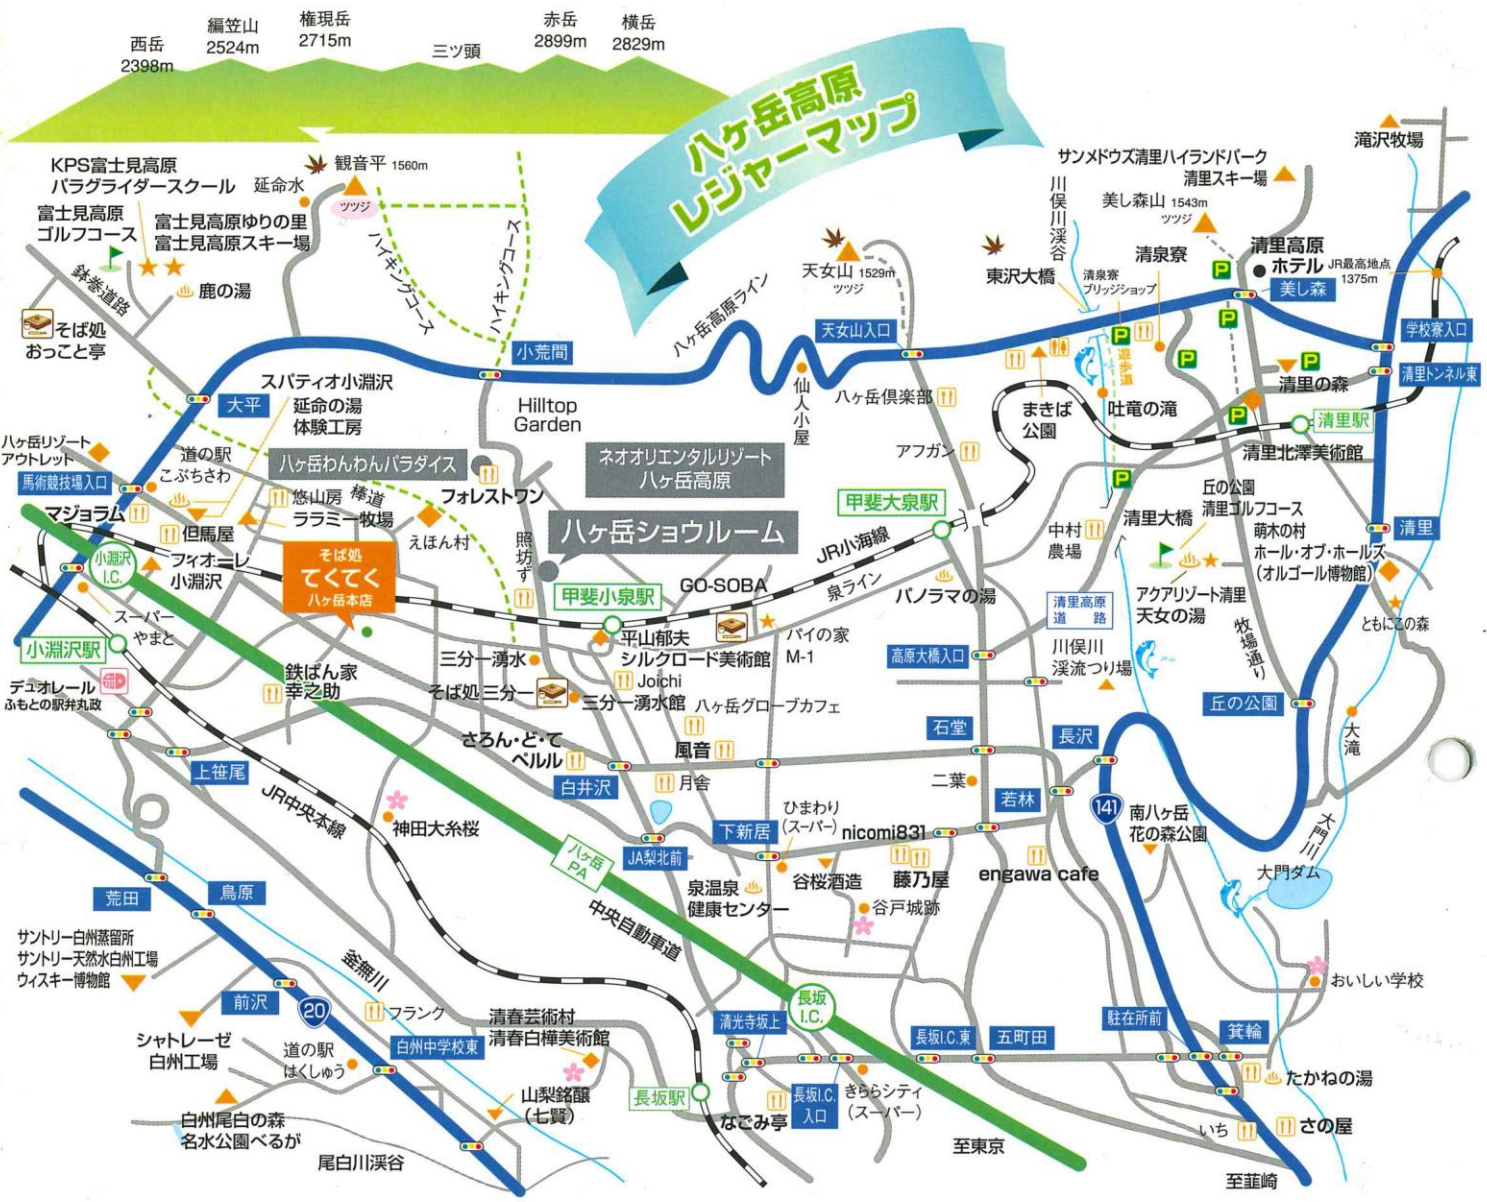 西岳
2398m
編笠山
2524m
権現岳
2715m
三ツ頭
赤岳
2899m
横岳
2829m
八ヶ岳高原
レジャーマップ
KPS富士見高原
パラグライダースクール
富士見高原
ゴルフコース
富士見高原ゆりの里
富士見高原スキー場
延命水
観音平 1560m
ツツジ
鉢巻道路
鹿の湯
そば処
おっこと亭
ハイキングコース
ハイキングコース
八ヶ岳高原ライン
天女山 1529m
ツツジ
天女山入口
東沢大橋
川俣川渓谷
サンメドウズ清里ハイランドパーク
清里スキー場
美し森山 1543m
ツツジ
清泉寮
清泉寮
ブリッジショップ
清里高原
ホテル
JR最高地点
1375m
美し森
滝沢牧場
学校寮入口
清里トンネル東
清里の森
P
P
P
P
P
P
P
遊歩道
吐竜の滝
まきば
公園
八ヶ岳倶楽部
アフガン
仙人小屋
小荒間
Hilltop
Garden
大平
スパティオ小淵沢
延命の湯
体験工房
八ヶ岳リゾート
アウトレット
道の駅
こぶちさわ
馬術競技場入口
マジョラム
但馬屋
悠山房
ララミー牧場
棒道
八ヶ岳わんわんパラダイス
フォレストワン
えほん村
ネオオリエンタルリゾート
八ヶ岳高原
八ヶ岳ショウルーム
照坊ず
甲斐大泉駅
JR小海線
泉ライン
パノラマの湯
清里駅
清里北澤美術館
清里
中村
農場
清里大橋
丘の公園
清里ゴルフコース
萌木の村
ホール・オブ・ホールズ
(オルゴール博物館)
アクアリゾート清里
天女の湯
ともにこの森
牧場通り
清里高原
道路
川俣川
渓流つり場
高原大橋入口
小淵沢
I.C.
フィオーレ
小淵沢
スーパー
やまと
小淵沢駅
デュオレール
ふもとの駅弁丸政
そば処
てくてく
八ヶ岳本店
甲斐小泉駅
GO-SOBA
平山郁夫
シルクロード美術館
パイの家
M-1
三分一湧水
そば処 三分一
三分一湧水館
Joichi
八ヶ岳グローブカフェ
鉄ぱん家
幸之助
さろん・ど・て
ペルル
風音
月舎
白井沢
上笹尾
石堂
長沢
丘の公園
大滝
二葉
若林
141
南八ヶ岳
花の森公園
大門川
大門ダム
JR中央本線
神田大糸桜
八ヶ岳
PA
JA梨北前
下新居
ひまわり
(スーパー)
nicomi831
谷桜酒造
藤乃屋
engawa cafe
泉温泉
健康センター
谷戸城跡
中央自動車道
おいしい学校
荒田
鳥原
サントリー白州蒸留所
サントリー天然水白州工場
ウィスキー博物館
前沢
20
釜無川
フランク
シャトレーゼ
白州工場
道の駅
はくしゅう
白州中学校東
清春芸術村
清春白樺美術館
山梨銘醸
(七賢)
白州尾白の森
名水公園べるが
尾白川渓谷
長坂駅
清光寺坂上
長坂
I.C.
長坂I.C.
入口
なごみ亭
きららシティ
(スーパー)
長坂I.C.東
五町田
駐在所前
箕輪
たかねの湯
いち
さの屋
至東京
至韮崎